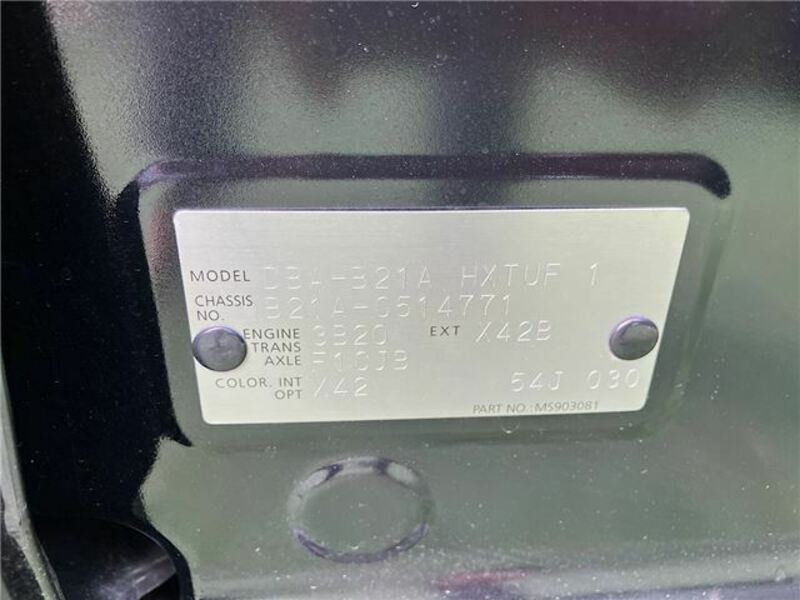 MODEL DBA-B21A HXTUF 1
CHASSIS NO. B21A-0514771
ENGINE 3B20 EXT X42B
TRANS AXLE F1CJB
COLOR. INT OPT X42 54J 030
PART NO.:M5903081